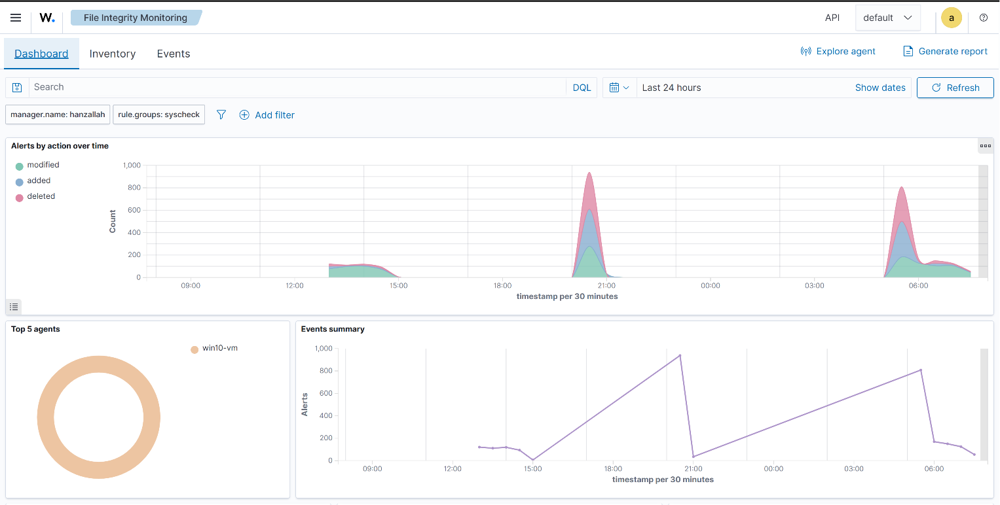 W. File Integrity Monitoring API default a
Dashboard Inventory Events Explore agent Generate report
Search DQL Last 24 hours Show dates Refresh
manager.name: hanzallah rule.groups: syscheck Add filter
Alerts by action over time
modified
added
deleted
Count
1,000
800
600
400
200
0
09:00 12:00 15:00 18:00 21:00 00:00 03:00 06:00
timestamp per 30 minutes
Top 5 agents
win10-vm
Events summary
Alerts
1,000
800
600
400
200
0
09:00 12:00 15:00 18:00 21:00 00:00 03:00 06:00
timestamp per 30 minutes